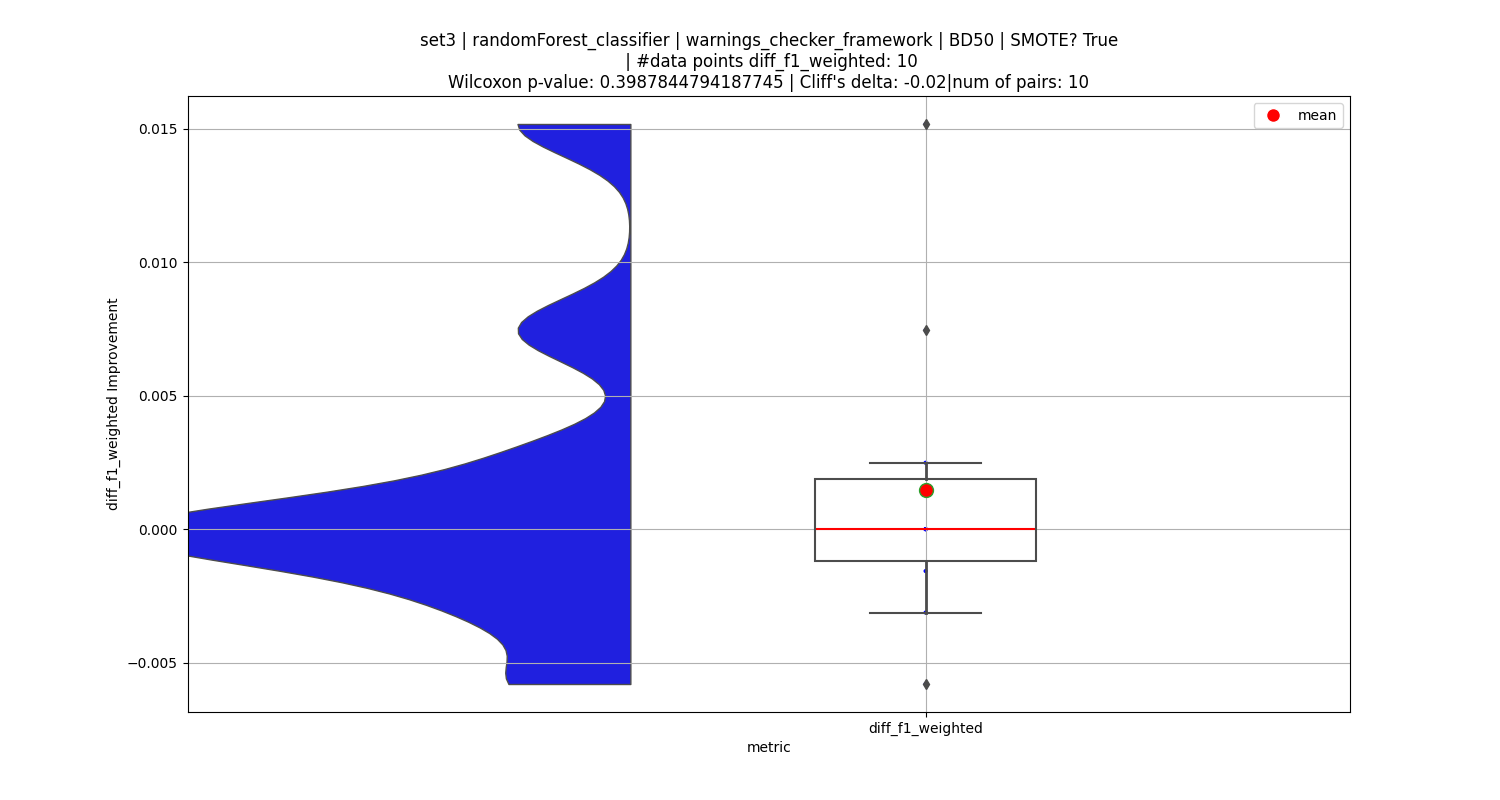 set3 | randomForest_classifier | warnings_checker_framework | BD50 | SMOTE? True
| #data points diff_f1_weighted: 10
Wilcoxon p-value: 0.3987844794187745 | Cliff's delta: -0.02|num of pairs: 10
mean
0.015
0.010
0.005
0.000
−0.005
diff_f1_weighted Improvement
diff_f1_weighted
metric